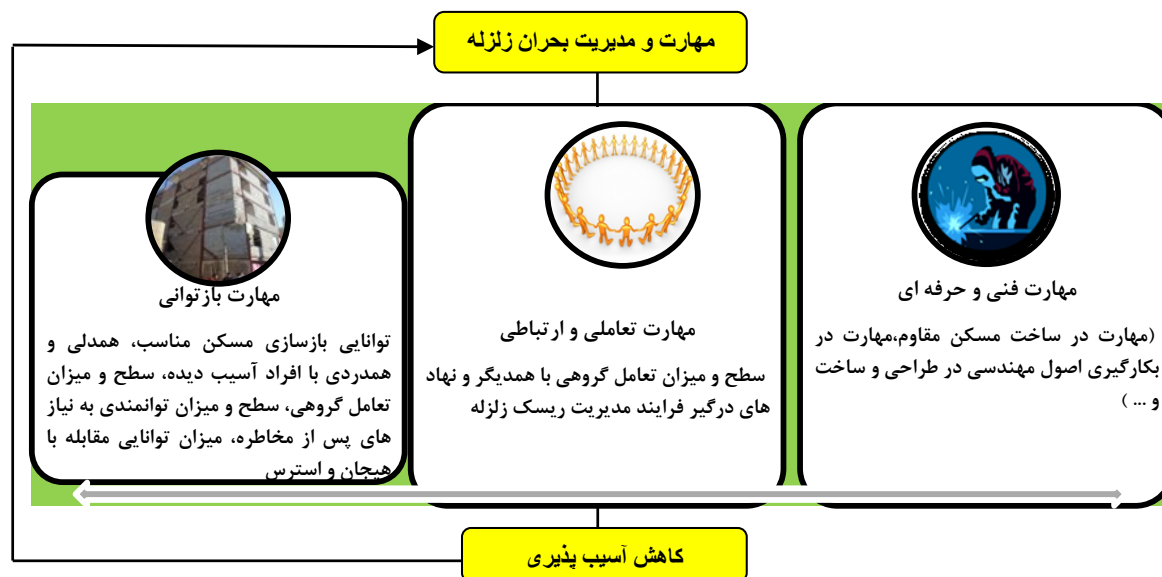 مهارت و مدیریت بحران زلزله
مهارت فنی و حرفه ای
(مهارت در ساخت مسکن مقاوم،مهارت در
بکارگیری اصول مهندسی در طراحی و ساخت
و ... )
مهارت تعاملی و ارتباطی
سطح و میزان تعامل گروهی با همدیگر و نهاد
های درگیر فرایند مدیریت ریسک زلزله
مهارت بازتوانی
توانایی بازسازی مسکن مناسب، همدلی و
همدردی با افراد آسیب دیده، سطح و میزان
تعامل گروهی، سطح و میزان توانمندی به نیاز
های پس از مخاطره، میزان توانایی مقابله با
هیجان و استرس
کاهش آسیب پذیری